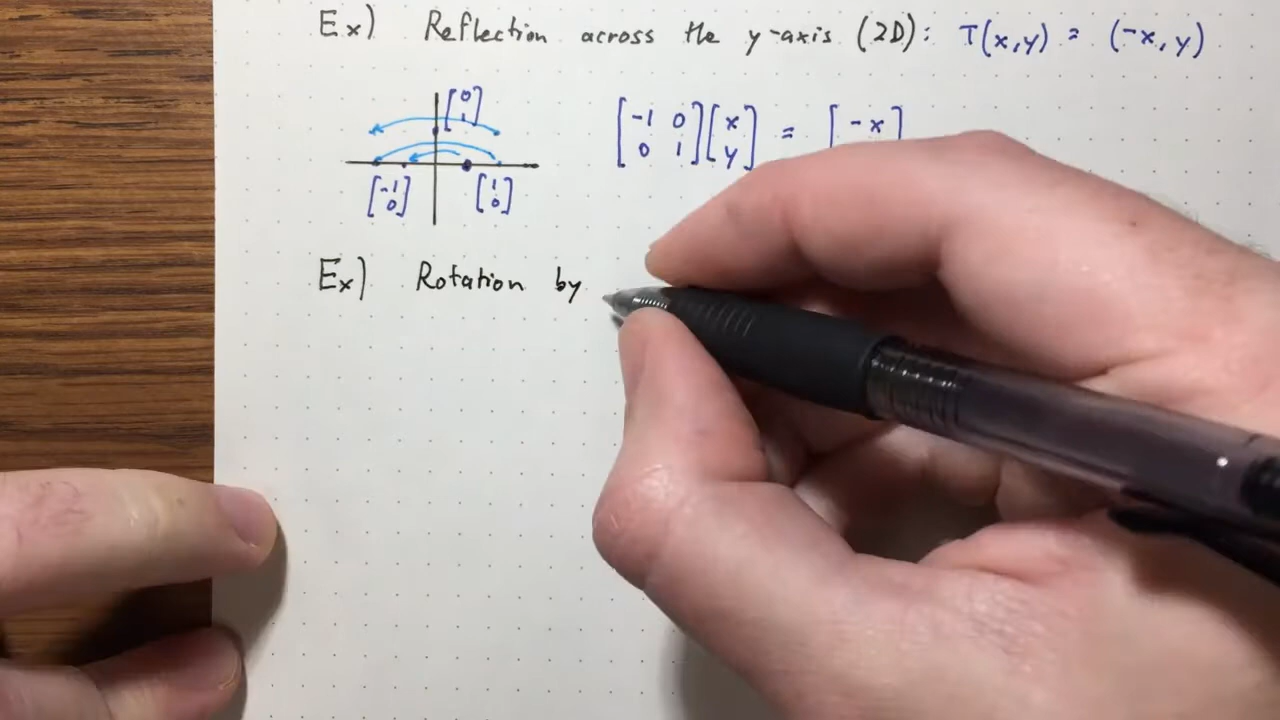 Ex) Reflection across the y-axis (2D): T(x,y) = (-x, y)
[0 1]
[-1 0 0 1] [x y] = [-x
[-1 0] [1 0]
Ex) Rotation by